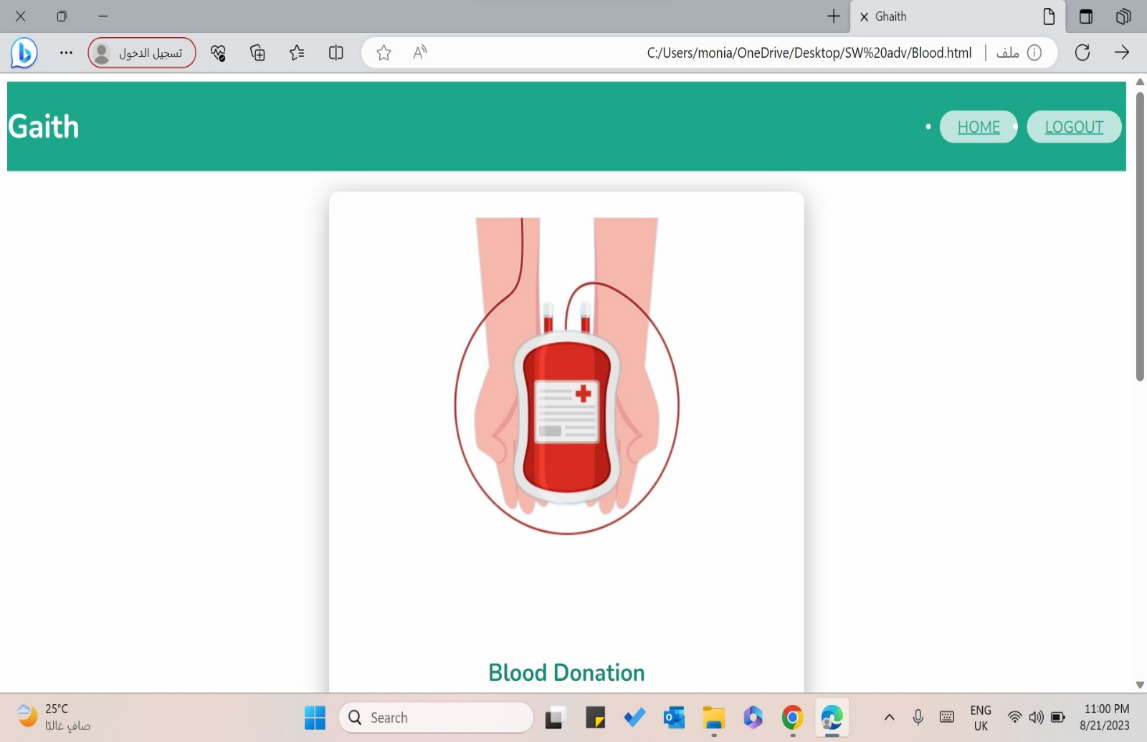 Ghaith
تسجيل الدخول
C:/Users/monia/OneDrive/Desktop/SW%20adv/Blood.html | ملف
Gaith
HOME
LOGOUT
Blood Donation
25°C
صافٍ غالبًا
Search
ENG
UK
11:00 PM
8/21/2023